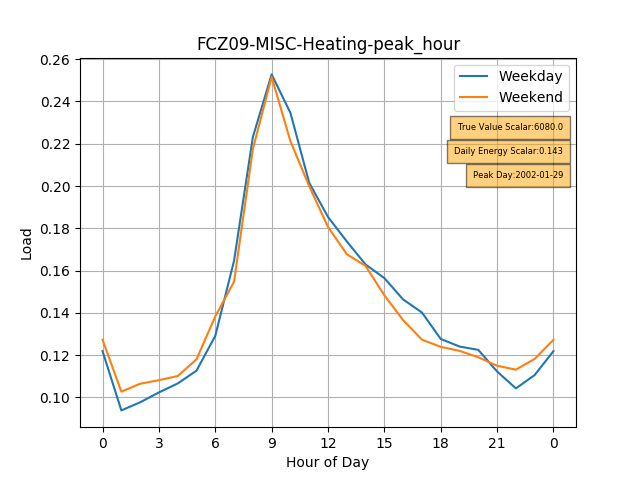 FCZ09-MISC-Heating-peak_hour
0.26
0.24
0.22
0.20
0.18
0.16
0.14
0.12
0.10
Load
Weekday
Weekend
True Value Scalar:6080.0
Daily Energy Scalar:0.143
Peak Day:2002-01-29
0 3 6 9 12 15 18 21 0
Hour of Day